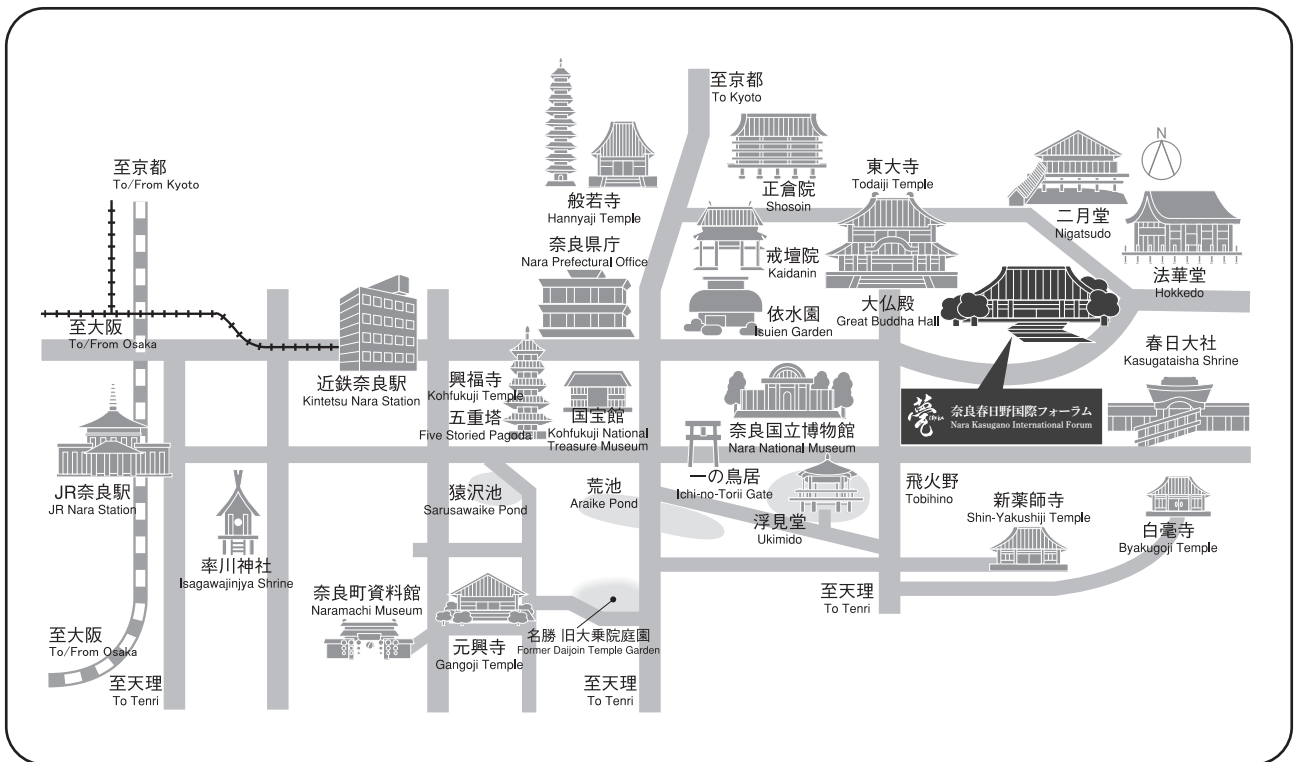 至京都
To Kyoto
N
至京都
To/From Kyoto
般若寺
Hannyaji Temple
正倉院
Shosoin
東大寺
Todaiji Temple
二月堂
Nigatsudo
奈良県庁
Nara Prefectural Office
戒壇院
Kaidanin
法華堂
Hokkedo
依水園
Isuien Garden
大仏殿
Great Buddha Hall
至大阪
To/From Osaka
春日大社
Kasugataisha Shrine
近鉄奈良駅
Kintetsu Nara Station
興福寺
Kohfukuji Temple
五重塔
Five Storied Pagoda
国宝館
Kohfukuji National
Treasure Museum
奈良国立博物館
Nara National Museum
奈良春日野国際フォーラム
Nara Kasugano International Forum
JR奈良駅
JR Nara Station
猿沢池
Sarusawaike Pond
荒池
Araike Pond
一の鳥居
Ichi-no-Torii Gate
飛火野
Tobihino
新薬師寺
Shin-Yakushiji Temple
浮見堂
Ukimido
白毫寺
Byakugoji Temple
率川神社
Isagawajinjya Shrine
奈良町資料館
Naramachi Museum
至天理
To Tenri
至大阪
To/From Osaka
元興寺
Gangoji Temple
名勝 旧大乗院庭園
Former Daijoin Temple Garden
至天理
To Tenri
至天理
To Tenri